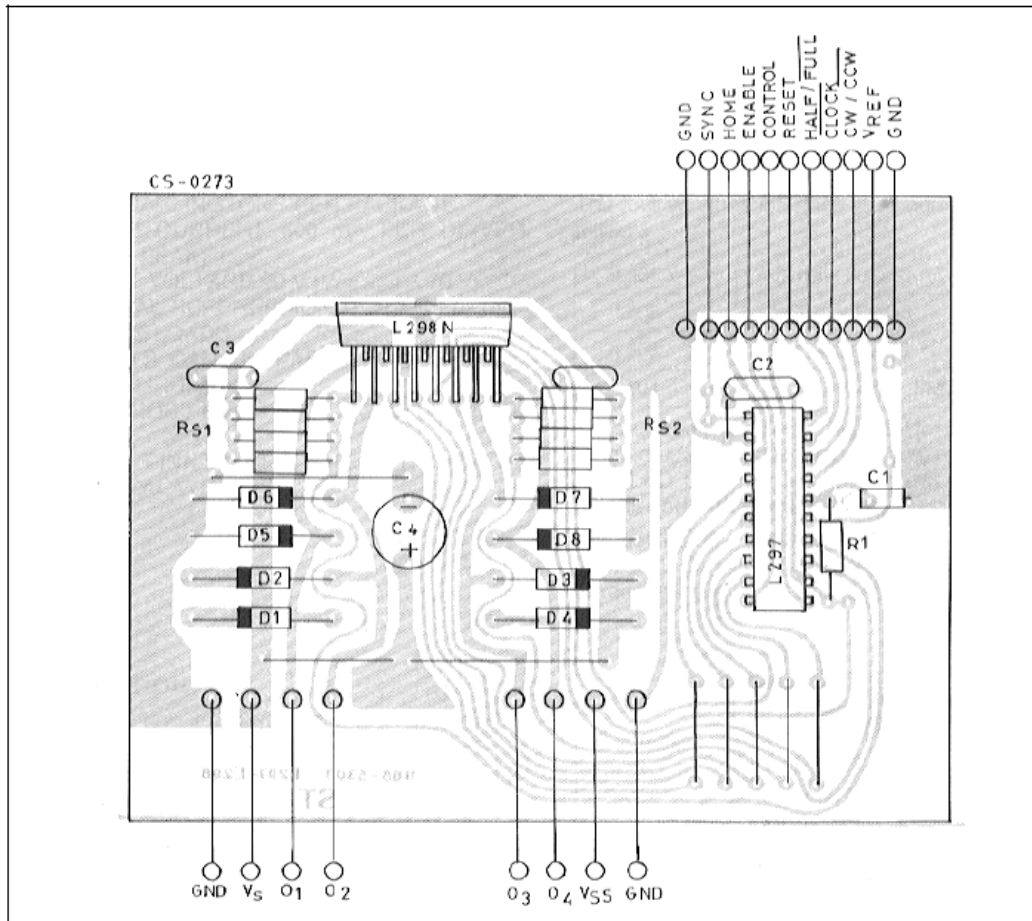 GND
SYNC
HOME
ENABLE
CONTROL
RESET
HALF/FULL
CLOCK
CW / CCW
VREF
GND
CS-0273
L298N
C3
C2
RS1
RS2
C1
D6
D7
C4
D5
D8
R1
L297
D2
D3
D1
D4
ST
GND
VS
O1
O2
O3
O4
VSS
GND